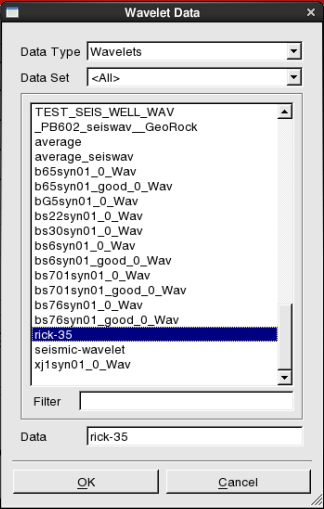 Wavelet Data
Data Type Wavelets
Data Set <All>
TEST_SEIS_WELL_WAV
_PB602_seiswav__GeoRock
average
average_seiswav
b65syn01_0_Wav
b65syn01_good_0_Wav
bG5syn01_0_Wav
bs22syn01_0_Wav
bs30syn01_0_Wav
bs6syn01_0_Wav
bs6syn01_good_0_Wav
bs701syn01_0_Wav
bs701syn01_good_0_Wav
bs76syn01_0_Wav
bs76syn01_good_0_Wav
rick-35
seismic-wavelet
xj1syn01_0_Wav
Filter
Data rick-35
OK Cancel